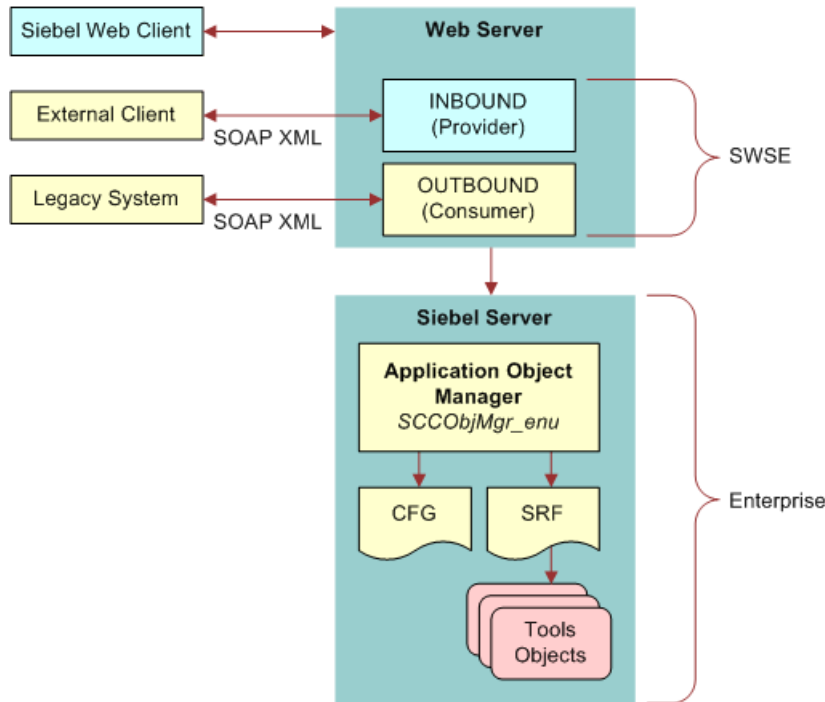 Siebel Web Client
Web Server
External Client
SOAP XML
INBOUND
(Provider)
SWSE
Legacy System
SOAP XML
OUTBOUND
(Consumer)
Siebel Server
Application Object
Manager
SCCObjMgr_enu
CFG
SRF
Enterprise
Tools
Objects